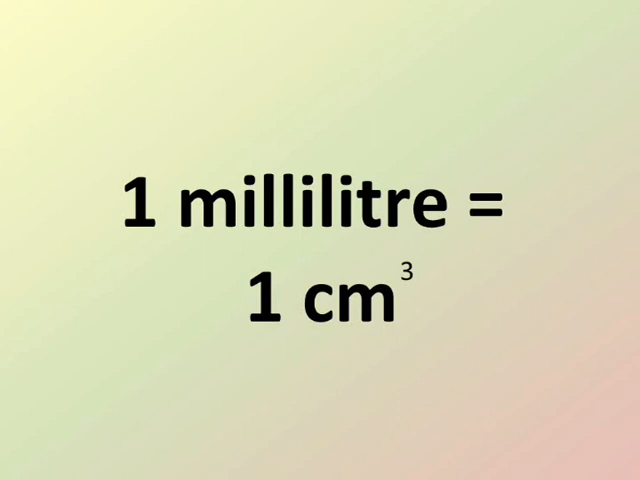 1 millilitre =
1 cm³